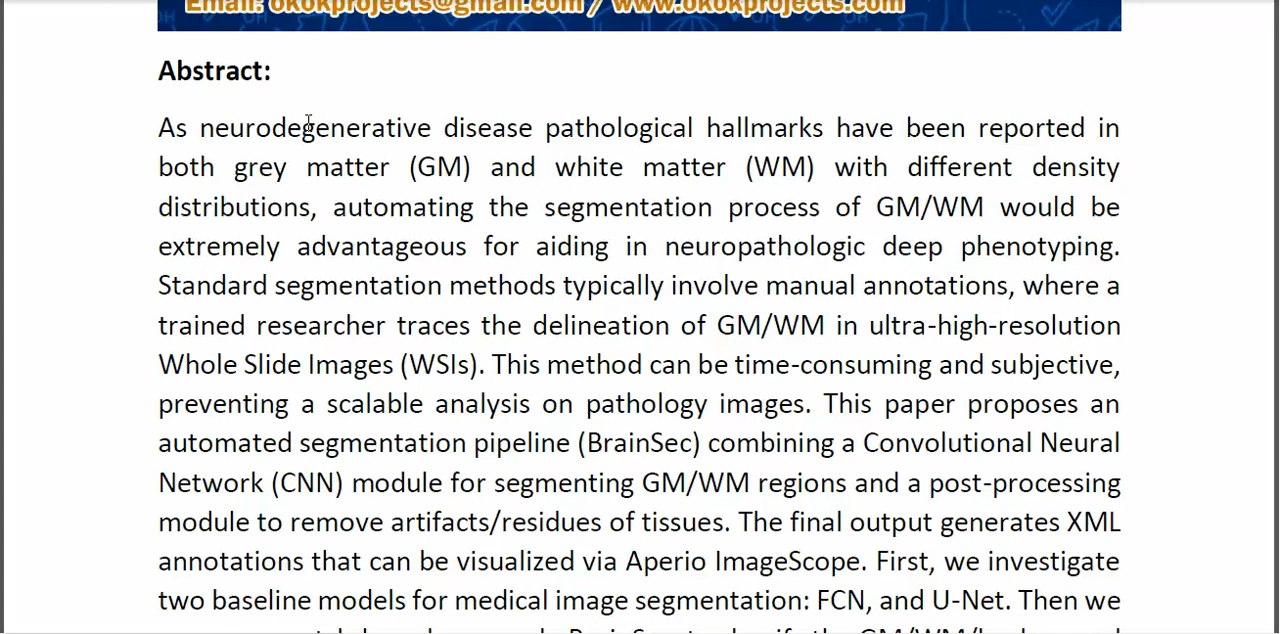 Email: okokprojects@gmail.com / www.okokprojects.com
Abstract:
As neurodegenerative disease pathological hallmarks have been reported in
both grey matter (GM) and white matter (WM) with different density
distributions, automating the segmentation process of GM/WM would be
extremely advantageous for aiding in neuropathologic deep phenotyping.
Standard segmentation methods typically involve manual annotations, where a
trained researcher traces the delineation of GM/WM in ultra-high-resolution
Whole Slide Images (WSIs). This method can be time-consuming and subjective,
preventing a scalable analysis on pathology images. This paper proposes an
automated segmentation pipeline (BrainSec) combining a Convolutional Neural
Network (CNN) module for segmenting GM/WM regions and a post-processing
module to remove artifacts/residues of tissues. The final output generates XML
annotations that can be visualized via Aperio ImageScope. First, we investigate
two baseline models for medical image segmentation: FCN, and U-Net. Then we